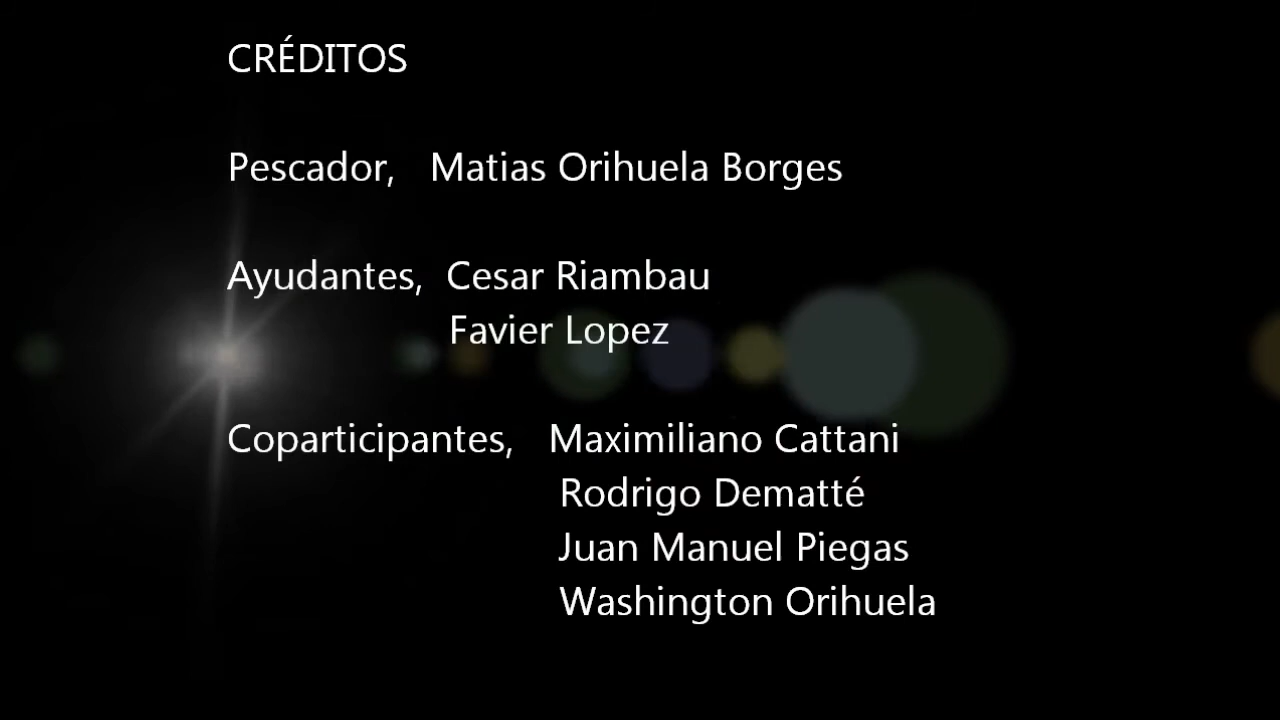 CRÉDITOS
Pescador, Matias Orihuela Borges
Ayudantes, Cesar Riambau
Favier Lopez
Coparticipantes, Maximiliano Cattani
Rodrigo Dematté
Juan Manuel Piegas
Washington Orihuela